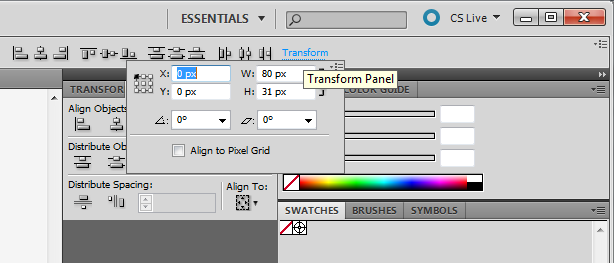 ESSENTIALS
CS Live
Transform
X: 0 px W: 80 px
Transform Panel
Y: 0 px H: 31 px
0° 0°
Align to Pixel Grid
TRANSFOR
COLOR GUIDE
Align Objects
Distribute Ob
Distribute Spacing:
Align To:
SWATCHES BRUSHES SYMBOLS